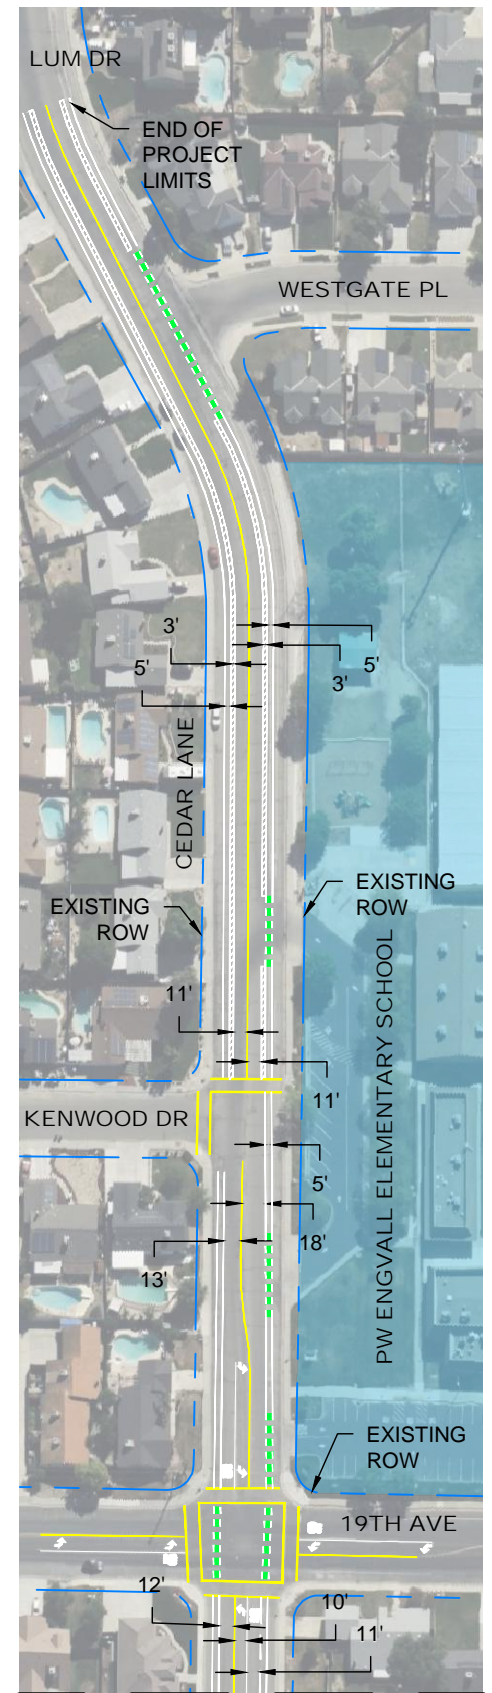 LUM DR
END OF
PROJECT
LIMITS
WESTGATE PL
3'
5'
5'
3'
CEDAR LANE
EXISTING
ROW
EXISTING
ROW
PW ENGVALL ELEMENTARY SCHOOL
11'
11'
KENWOOD DR
5'
18'
13'
EXISTING
ROW
19TH AVE
12'
10'
11'